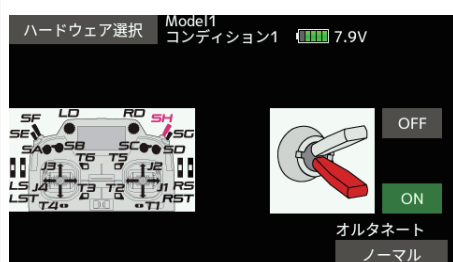 ハードウェア選択
Model1
コンディション1 7.9V
SF LD RD SH
SE SG
SA SB SC SD
T6 T5
J3 J2
LS J4 T3 T2 J1 RS
LST RST
T4 T1
OFF
ON
オルタネート
ノーマル